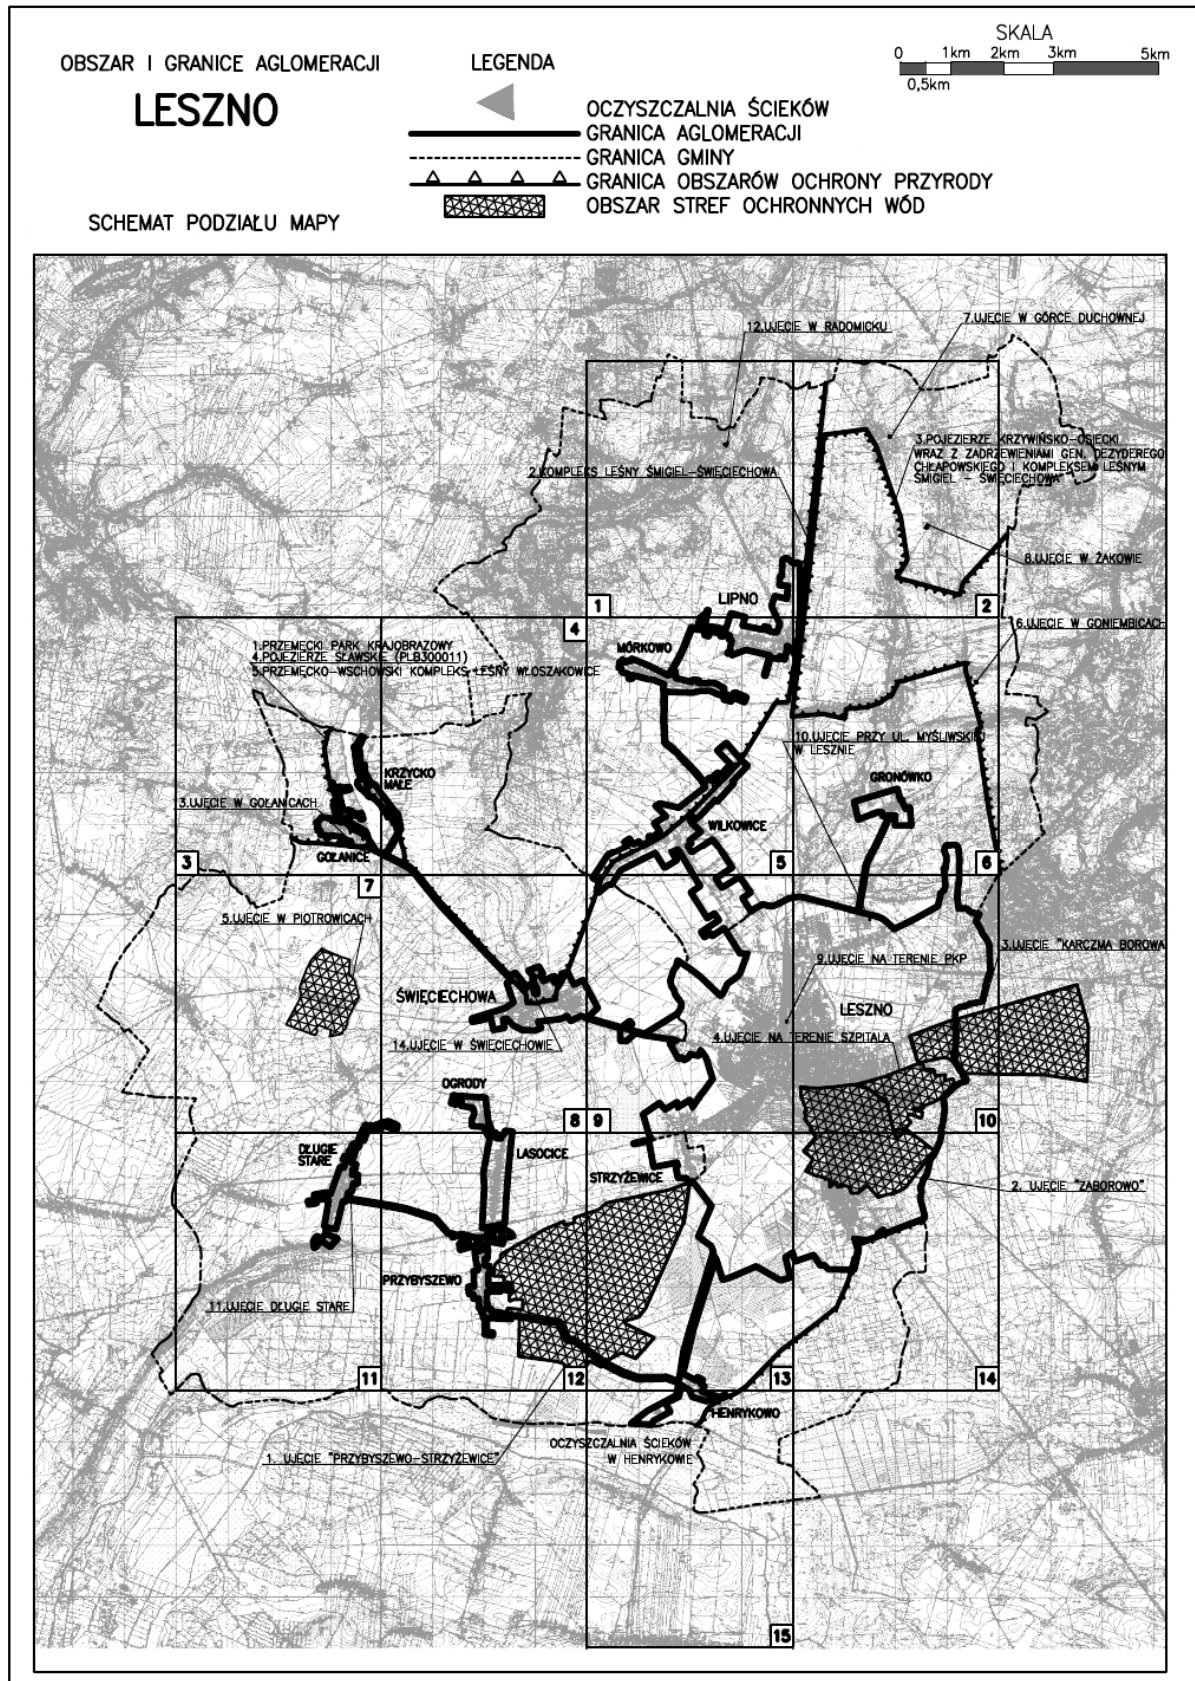 OBSZAR I GRANICE AGLOMERACJI
LESZNO
SCHEMAT PODZIAŁU MAPY
LEGENDA
OCZYSZCZALNIA ŚCIEKÓW
GRANICA AGLOMERACJI
GRANICA GMINY
GRANICA OBSZARÓW OCHRONY PRZYRODY
OBSZAR STREF OCHRONNYCH WÓD
SKALA
0 1km 2km 3km 5km
0,5km
12.UJĘCIE W RADOMICKU
7.UJĘCIE W GÓRCE DUCHOWNEJ
3.POJEZIERZE KRZYWIŃSKO-OSIECKI
WRAZ Z ZADRZEWIENIAMI GEN. DEZYDEREGO
CHŁAPOWSKIEGO I KOMPLEKSEM LEŚNYM
ŚMIGIEL - ŚWIĘCIECHOWA
2.KOMPLEKS LEŚNY ŚMIGIEL-ŚWIĘCIECHOWA
8.UJĘCIE W ŻAKOWIE
1
LIPNO
2
4
6.UJĘCIE W GONIEMBICACH
1.PRZEMĘCKI PARK KRAJOBRAZOWY
4.POJEZIERZE SŁAWSKIE (PLB300011)
5.PRZEMĘCKO-WSCHOWSKI KOMPLEKS LEŚNY WŁOSZAKOWICE
MÓRKOWO
10.UJĘCIE PRZY UL. MYŚLIWSKIEJ
W LESZNIE
KRZYCKO
MAŁE
GRONÓWKO
3.UJĘCIE W GOŁANICACH
WILKOWICE
GOŁANICE
3
5
6
7
5.UJĘCIE W PIOTROWICACH
3.UJĘCIE "KARCZMA BOROWA
9.UJĘCIE NA TERENIE PKP
ŚWIĘCIECHOWA
LESZNO
4.UJĘCIE NA TERENIE SZPITALA
14.UJĘCIE W ŚWIĘCIECHOWIE
OGRODY
8
9
10
DŁUGIE
STARE
LASOCICE
STRZYŻEWICE
2. UJĘCIE "ZABOROWO"
PRZYBYSZEWO
11.UJĘCIE DŁUGIE STARE
11
12
13
14
HENRYKOWO
OCZYSZCZALNIA ŚCIEKÓW
W HENRYKOWIE
1. UJĘCIE "PRZYBYSZEWO-STRZYŻEWICE"
15